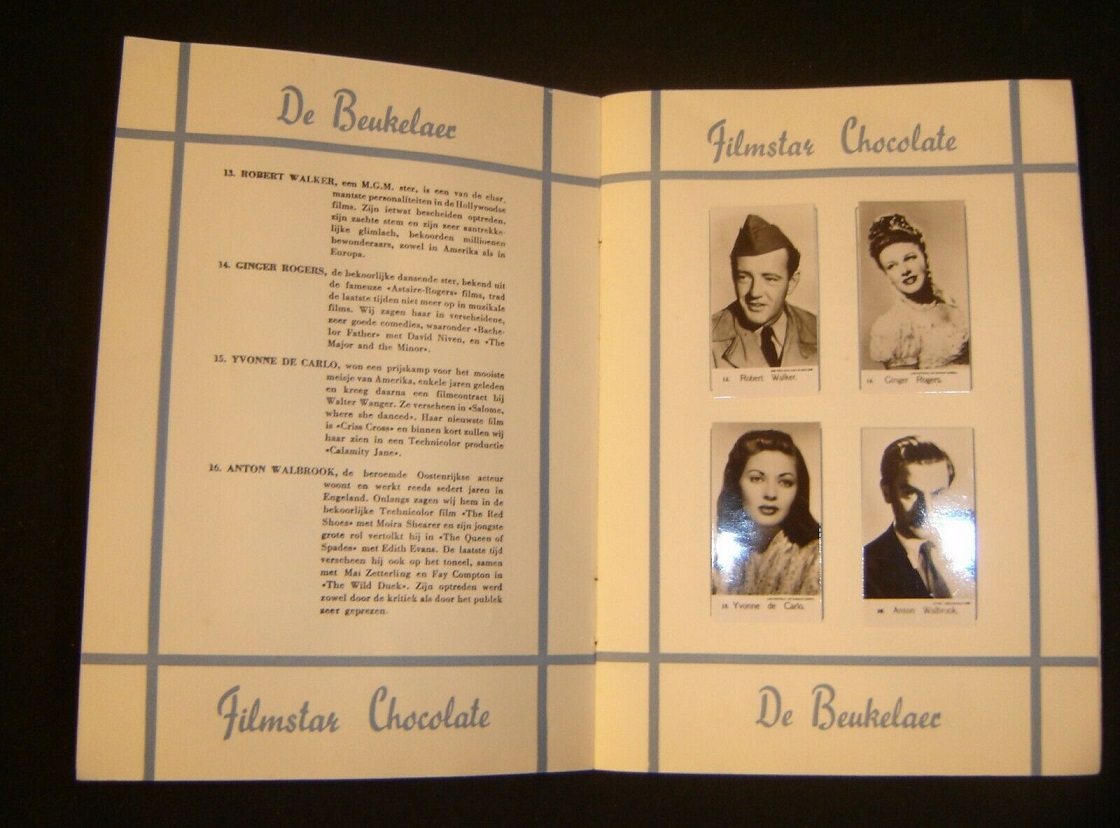 De Beukelaer
13. ROBERT WALKER, een M.G.M. ster, is een van de char-
mantste personaliteiten in de Hollywoodse
films. Zijn ietwat bescheiden optreden,
zijn zachte stem en zijn zeer aantrekke-
lijke glimlach, bekoorden millioenen
bewonderaars, zowel in Amerika als in
Europa.
14. GINGER ROGERS, de bekoorlijke dansende ster, bekend uit
de fameuze «Astaire-Rogers» films, trad
de laatste tijden niet meer op in muzikale
films. Wij zagen haar in verscheidene,
zeer goede comedies, waaronder «Bache-
lor Father» met David Niven, en «The
Major and the Minor».
15. YVONNE DE CARLO, won een prijskamp voor het mooiste
meisje van Amerika, enkele jaren geleden
en kreeg daarna een filmcontract bij
Walter Wanger. Ze verscheen in «Salome,
where she danced». Haar nieuwste film
is «Criss Cross» en binnen kort zullen wij
haar zien in een Technicolor productie
«Calamity Jane».
16. ANTON WALBROOK, de beroemde Oostenrijkse acteur
woont en werkt reeds sedert jaren in
Engeland. Onlangs zagen wij hem in de
bekoorlijke Technicolor film «The Red
Shoes» met Moira Shearer en zijn jongste
grote rol vertolkt hij in «The Queen of
Spades» met Edith Evans. De laatste tijd
verscheen hij ook op het toneel, samen
met Mai Zetterling en Fay Compton in
«The Wild Duck». Zijn optreden werd
zowel door de kritiek als door het publiek
zeer geprezen.
Filmstar Chocolate
Filmstar Chocolate
13. Robert Walker.
14. Ginger Rogers.
15. Yvonne de Carlo.
16. Anton Walbrook.
De Beukelaer